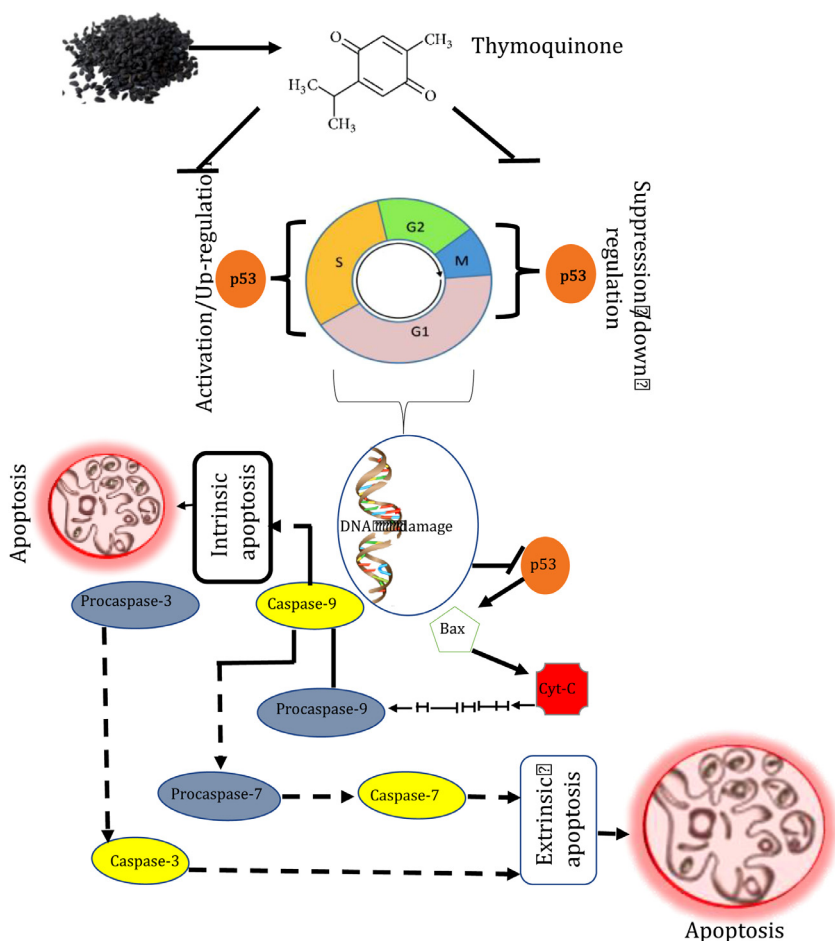 Thymoquinone
O
CH₃
H₃C
O
CH₃
Activation/Up-regulation
Suppression/down
regulation
G2
S
M
p53
p53
G1
Apoptosis
Intrinsic
apoptosis
DNA damage
p53
Procaspase-3
Caspase-9
Bax
Cyt-C
Procaspase-9
Procaspase-7
Caspase-7
Extrinsic
apoptosis
Caspase-3
Apoptosis